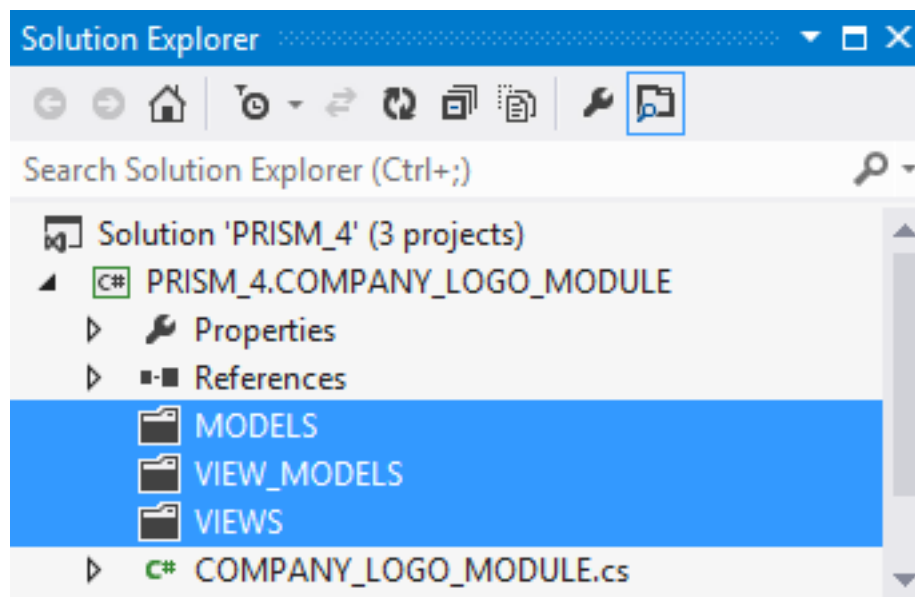 Solution Explorer
Search Solution Explorer (Ctrl+;)
Solution 'PRISM_4' (3 projects)
C# PRISM_4.COMPANY_LOGO_MODULE
Properties
References
MODELS
VIEW_MODELS
VIEWS
C# COMPANY_LOGO_MODULE.cs